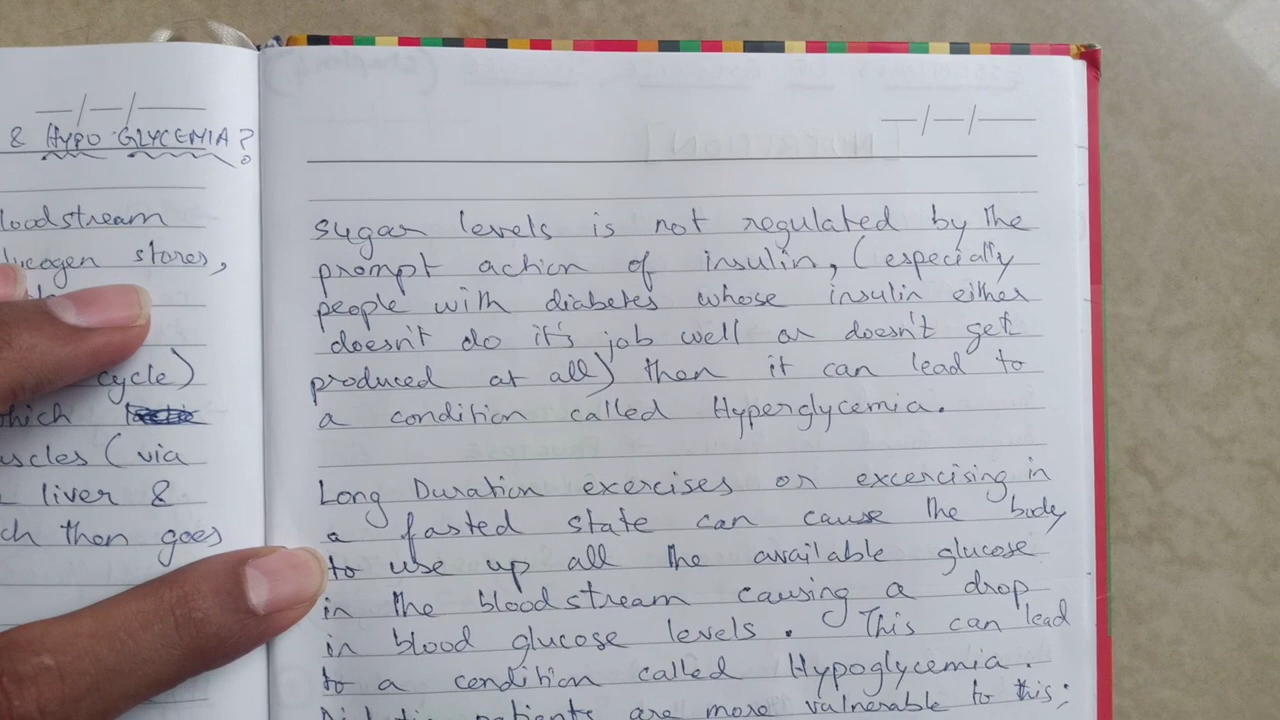 & HYPO GLYCEMIA?
loodstream
lycogen stores,
cycle)
which
uscles (via
liver &
ch then goes
—/—/—
sugar levels is not regulated by the
prompt action of insulin, (especially
people with diabetes whose insulin either
doesn't do it's job well or doesn't get
produced at all) then it can lead to
a condition called Hyperglycemia.
Long Duration exercises or excercising in
a fasted state can cause the body
to use up all the available glucose
in the bloodstream causing a drop
in blood glucose levels. This can lead
to a condition called Hypoglycemia.
patients are more vulnerable to this;